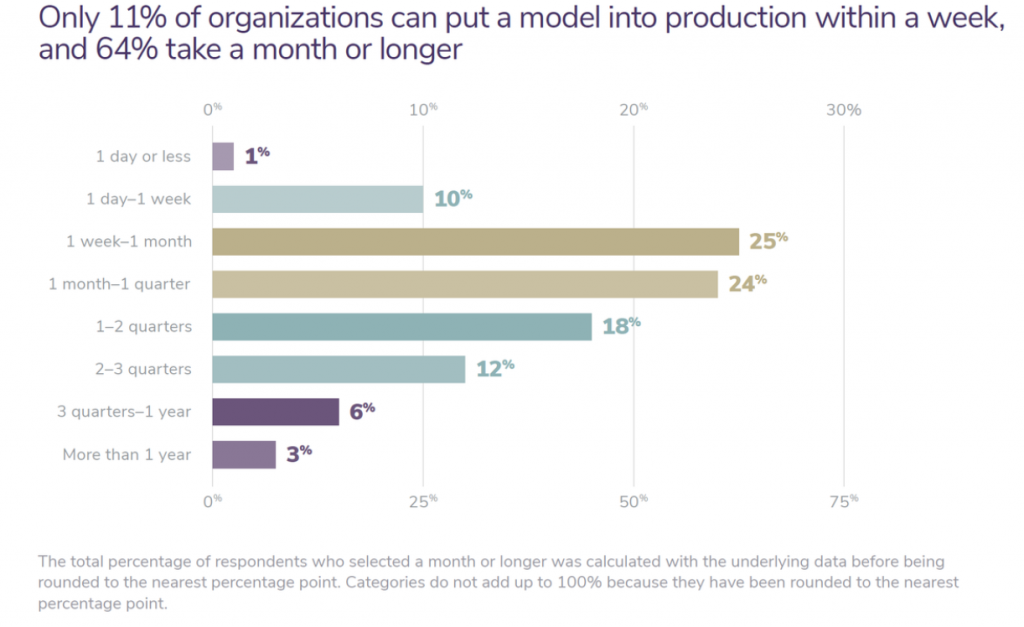 Only 11% of organizations can put a model into production within a week,
and 64% take a month or longer
0% 10% 20% 30%
1 day or less 1%
1 day–1 week 10%
1 week–1 month 25%
1 month–1 quarter 24%
1–2 quarters 18%
2–3 quarters 12%
3 quarters–1 year 6%
More than 1 year 3%
0% 25% 50% 75%
The total percentage of respondents who selected a month or longer was calculated with the underlying data before being
rounded to the nearest percentage point. Categories do not add up to 100% because they have been rounded to the nearest
percentage point.